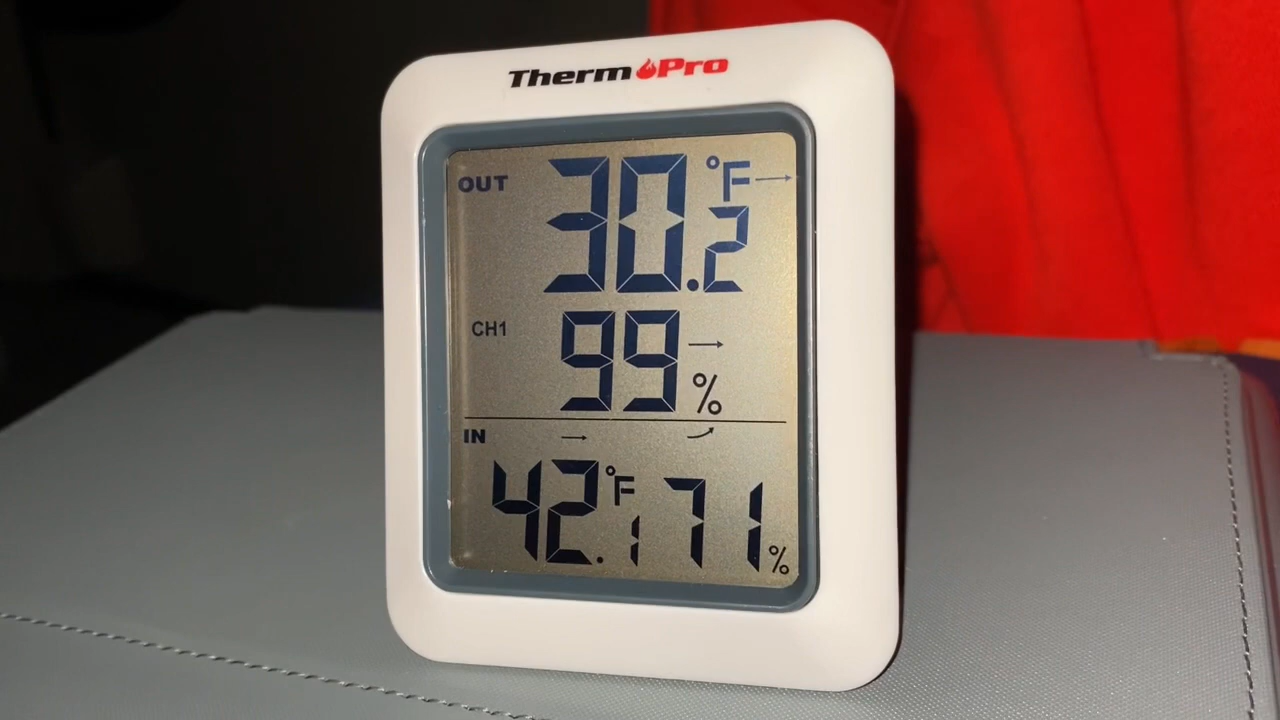 ThermoPro
OUT 30.2 °F →
CH1 99 % →
IN → 42.1 °F 71 %